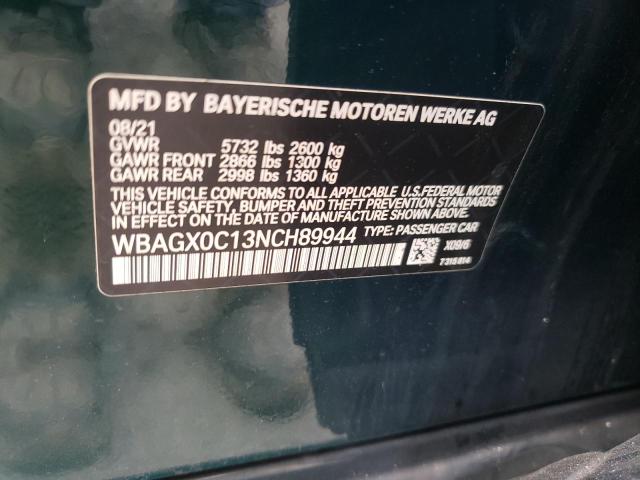 MFD BY BAYERISCHE MOTOREN WERKE AG
08/21
GVWR 5732 lbs 2600 kg
GAWR FRONT 2866 lbs 1300 kg
GAWR REAR 2998 lbs 1360 kg
THIS VEHICLE CONFORMS TO ALL APPLICABLE U.S.FEDERAL MOTOR
VEHICLE SAFETY, BUMPER AND THEFT PREVENTION STANDARDS
IN EFFECT ON THE DATE OF MANUFACTURE SHOWN ABOVE.
WBAGX0C13NCH89944 TYPE: PASSENGER CAR
X09/6
7315814